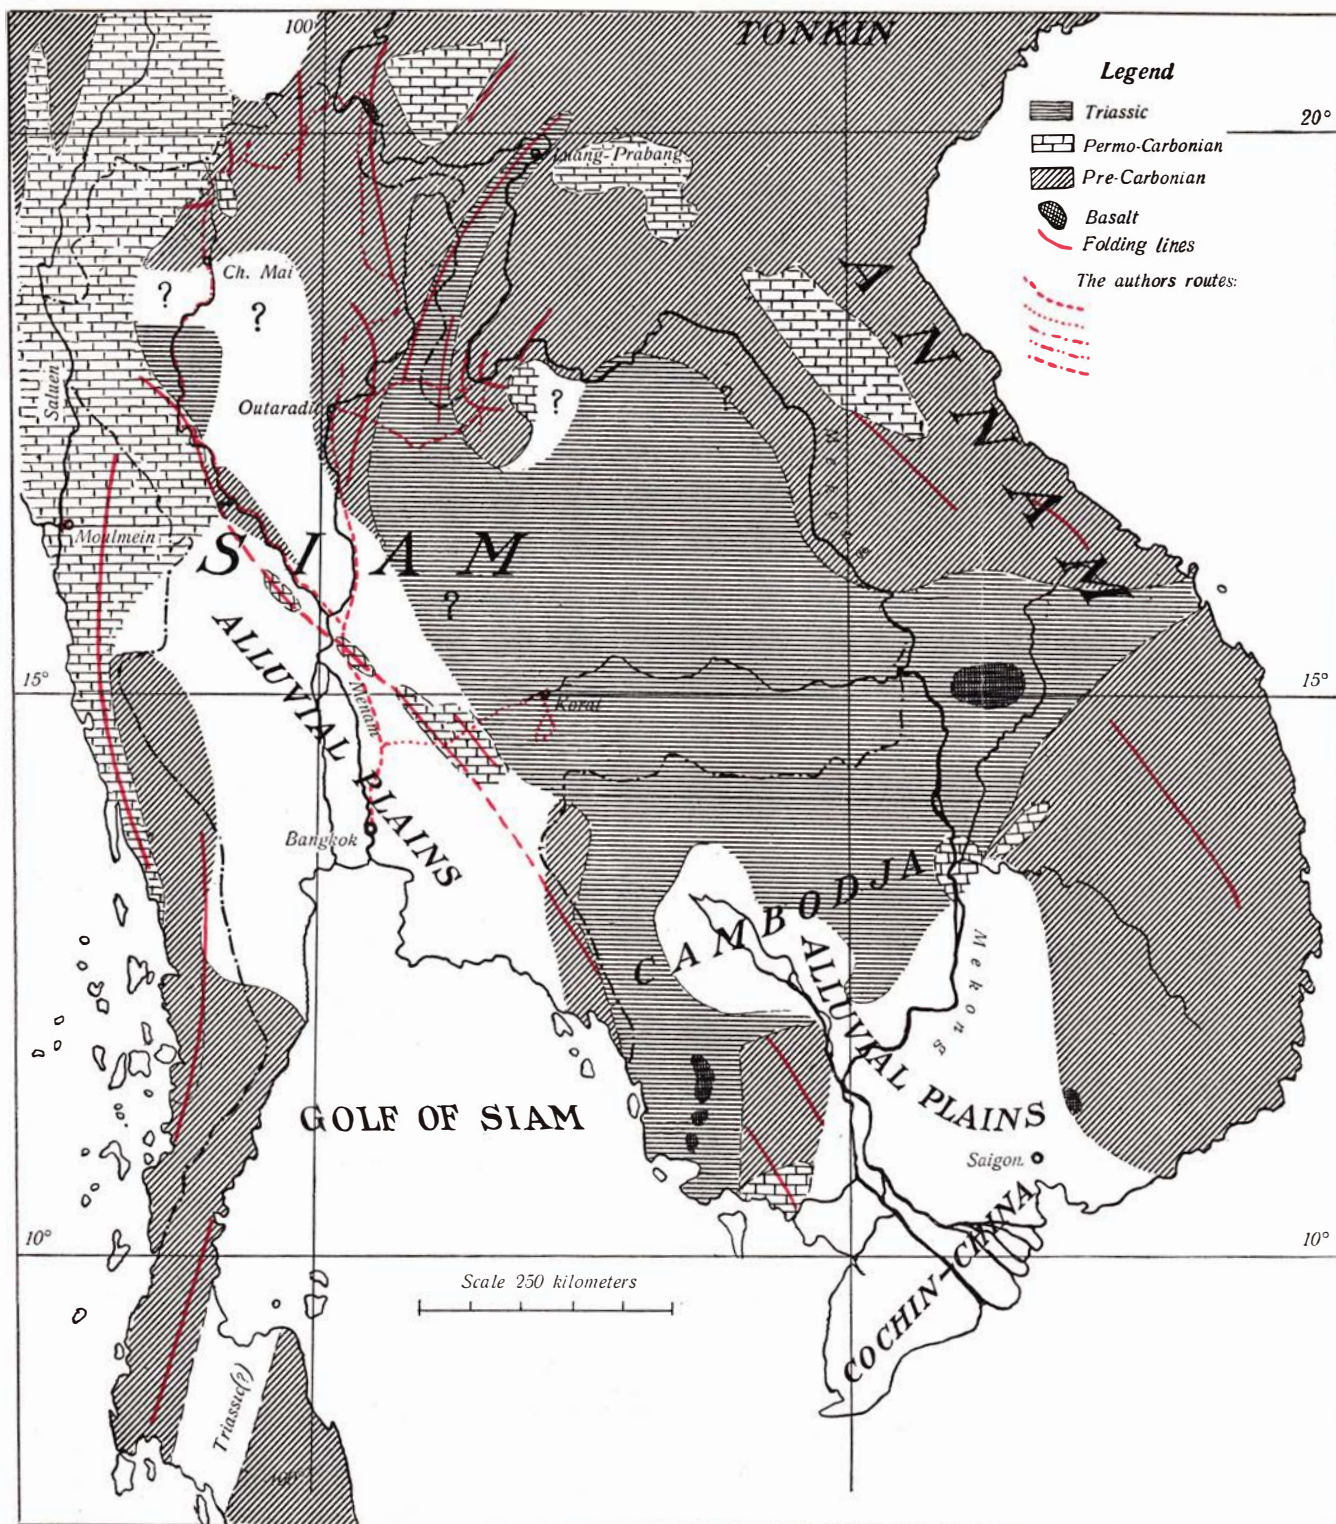 100°
TONKIN
Legend
Triassic
Permo-Carbonian
Pre-Carbonian
Basalt
Folding lines
The authors routes:
20°
Luang-Prabang
Ch. Mai
?
?
?
Saluen
Outaradit
Mekong
ANNAM
Moulmein
SIAM
?
ALLUVIAL PLAINS
15°
15°
Menam
Korat
Bangkok
CAMBODJA
ALLUVIAL PLAINS
Mekong
GOLF OF SIAM
Saigon
10°
10°
Scale 250 kilometers
COCHIN-CHINA
Triassic(?)
100°